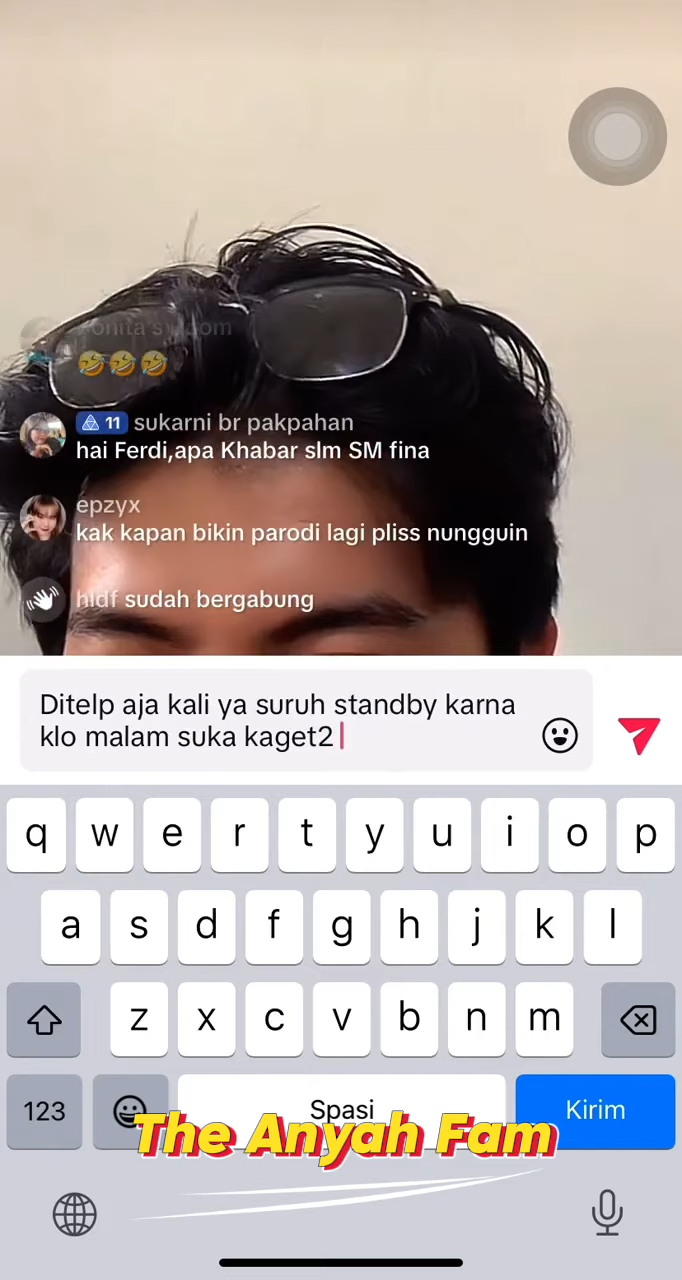 🤣🤣🤣
11 sukarni br pakpahan
hai Ferdi,apa Khabar slm SM fina
epzyx
kak kapan bikin parodi lagi pliss nungguin
hldf sudah bergabung
Ditelp aja kali ya suruh standby karna
klo malam suka kaget2
q w e r t y u i o p
a s d f g h j k l
z x c v b n m
123 Spasi Kirim
The Anyah Fam